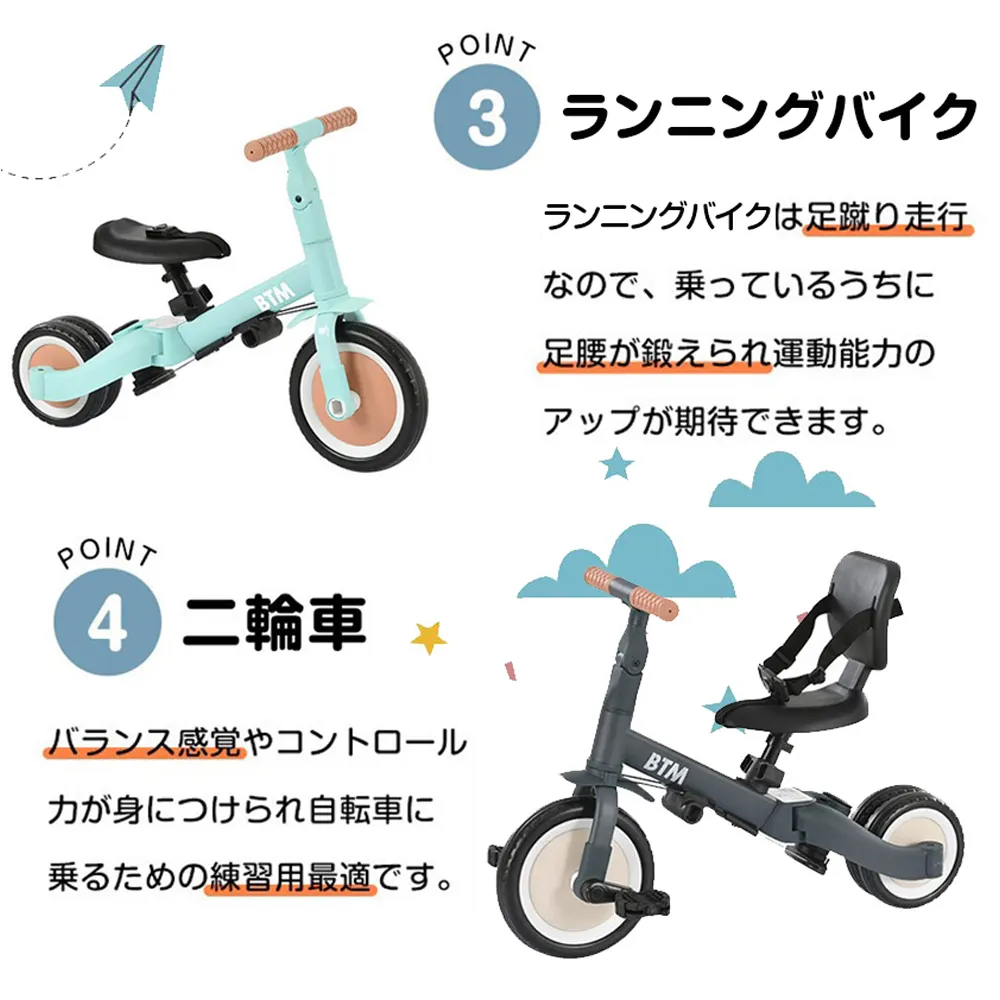 POINT
3
ランニングバイク
ランニングバイクは足蹴り走行
なので、乗っているうちに
足腰が鍛えられ運動能力の
アップが期待できます。
BTM
POINT
4
二輪車
バランス感覚やコントロール
力が身につけられ自転車に
乗るための練習用最適です。
BTM